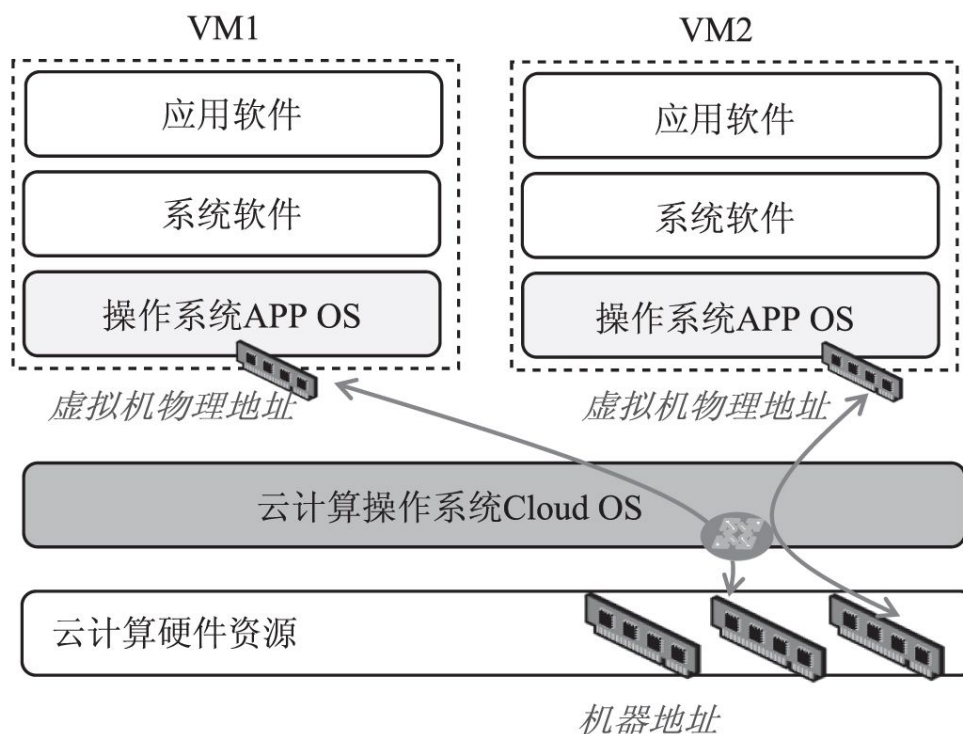 VM1
VM2
应用软件
应用软件
系统软件
系统软件
操作系统APP OS
操作系统APP OS
虚拟机物理地址
虚拟机物理地址
云计算操作系统Cloud OS
云计算硬件资源
机器地址